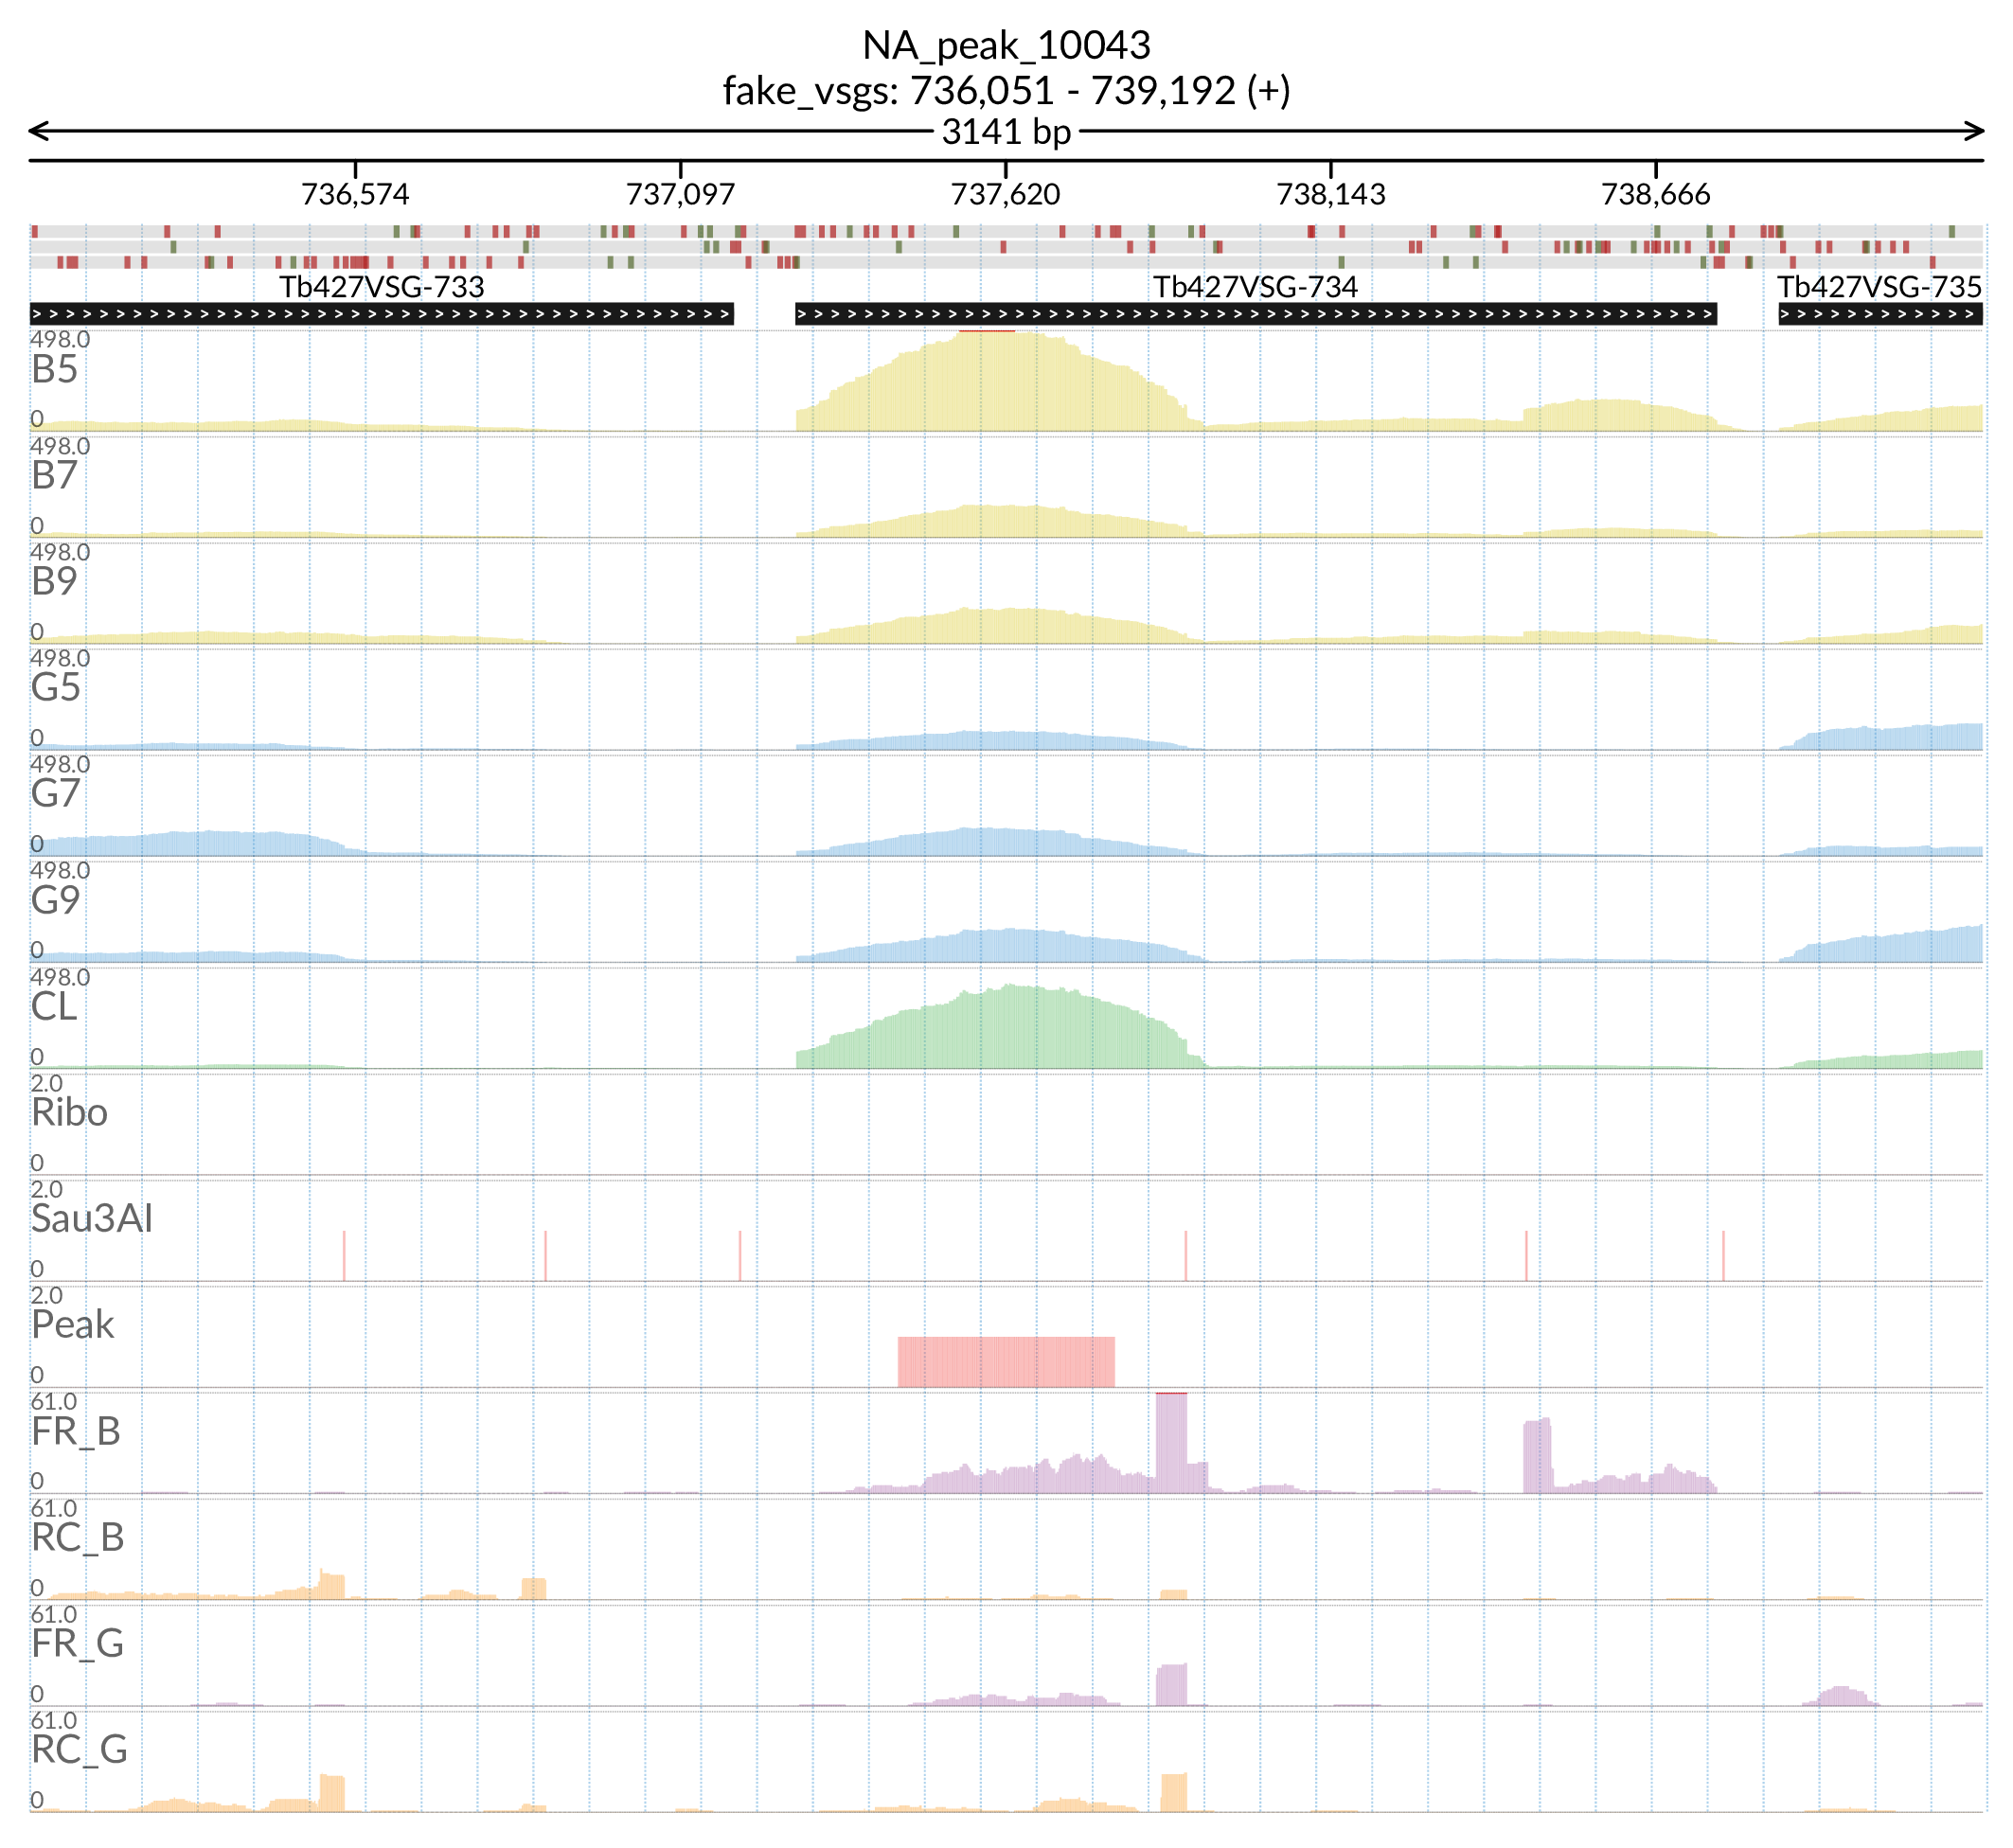 NA_peak_10043
fake_vsgs: 736,051 - 739,192 (+)
3141 bp
736,574 737,097 737,620 738,143 738,666
Tb427VSG-733 Tb427VSG-734 Tb427VSG-735
498.0
B5
0
498.0
B7
0
498.0
B9
0
498.0
G5
0
498.0
G7
0
498.0
G9
0
498.0
CL
0
2.0
Ribo
0
2.0
Sau3AI
0
2.0
Peak
0
61.0
FR_B
0
61.0
RC_B
0
61.0
FR_G
0
61.0
RC_G
0